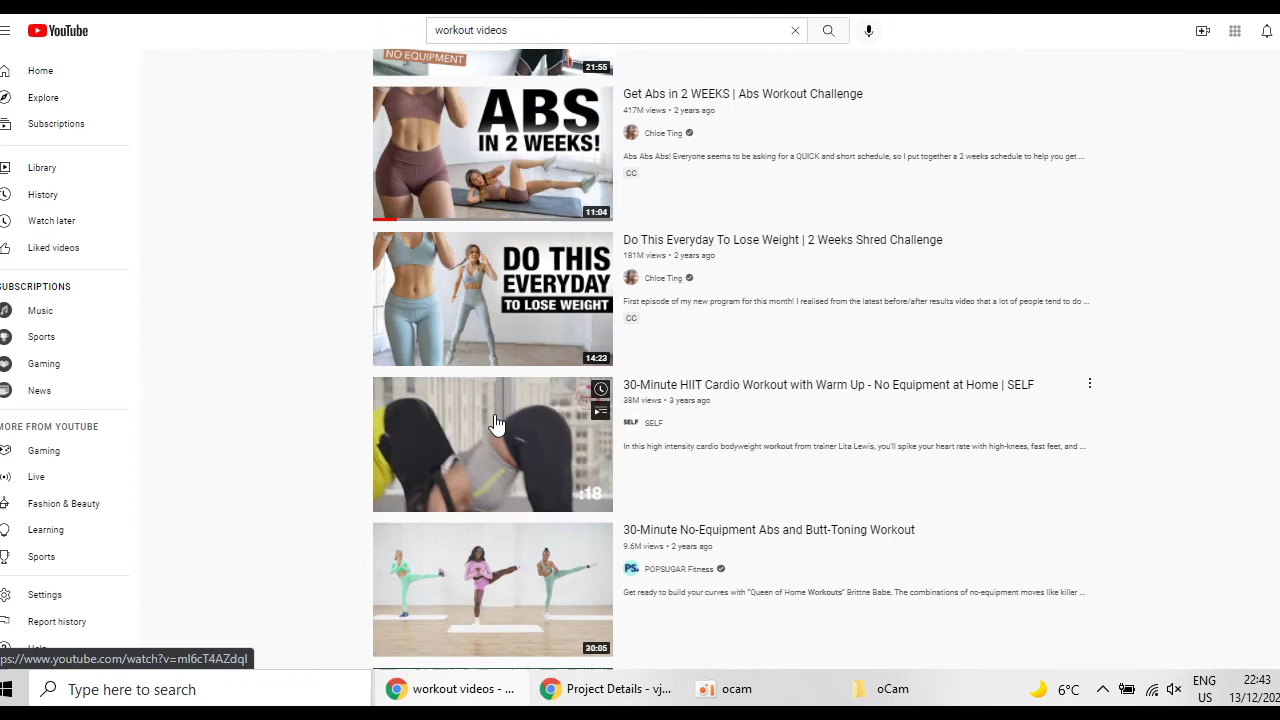 YouTube
workout videos
Home
Explore
Subscriptions
Library
History
Watch later
Liked videos
SUBSCRIPTIONS
Music
Sports
Gaming
News
MORE FROM YOUTUBE
Gaming
Live
Fashion & Beauty
Learning
Sports
Settings
Report history
NO EQUIPMENT
21:55
ABS
IN 2 WEEKS!
11:04
Get Abs in 2 WEEKS | Abs Workout Challenge
417M views • 2 years ago
Chloe Ting
Abs Abs Abs! Everyone seems to be asking for a QUICK and short schedule, so I put together a 2 weeks schedule to help you get ...
CC
DO THIS
EVERYDAY
TO LOSE WEIGHT
14:23
Do This Everyday To Lose Weight | 2 Weeks Shred Challenge
181M views • 2 years ago
Chloe Ting
First episode of my new program for this month! I realised from the latest before/after results video that a lot of people tend to do ...
CC
:18
30-Minute HIIT Cardio Workout with Warm Up - No Equipment at Home | SELF
38M views • 3 years ago
SELF SELF
In this high intensity cardio bodyweight workout from trainer Lita Lewis, you'll spike your heart rate with high-knees, fast feet, and ...
30:05
30-Minute No-Equipment Abs and Butt-Toning Workout
9.6M views • 2 years ago
PS. POPSUGAR Fitness
Get ready to build your curves with "Queen of Home Workouts" Brittne Babe. The combinations of no-equipment moves like killer ...
ps://www.youtube.com/watch?v=ml6cT4AZdqI
Type here to search
workout videos - ...
Project Details - vj...
ocam
oCam
6°C
ENG
US
22:43
13/12/202